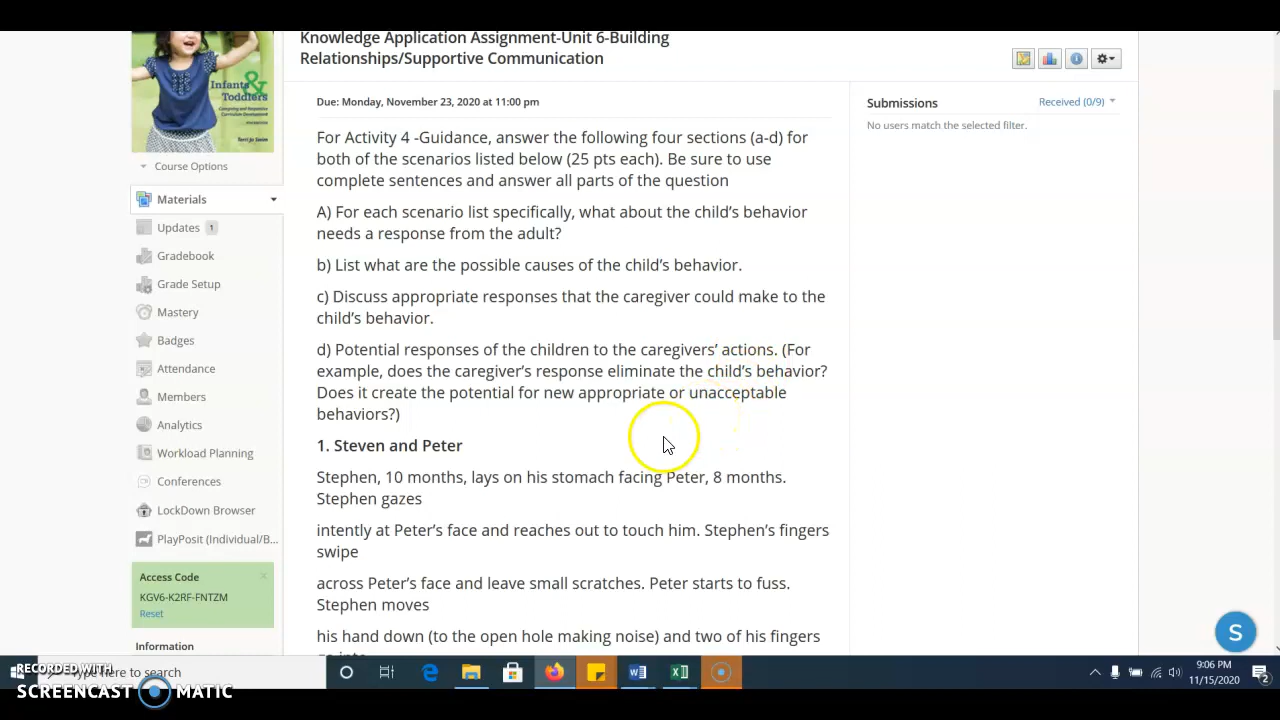 Knowledge Application Assignment-Unit 6-Building
Relationships/Supportive Communication
Infants &
Toddlers
Terri Jo Swim
Course Options
Materials
Updates 1
Gradebook
Grade Setup
Mastery
Badges
Attendance
Members
Analytics
Workload Planning
Conferences
LockDown Browser
PlayPosit (Individual/B...
Access Code
KGV6-K2RF-FNTZM
Reset
Information
Due: Monday, November 23, 2020 at 11:00 pm
For Activity 4 -Guidance, answer the following four sections (a-d) for
both of the scenarios listed below (25 pts each). Be sure to use
complete sentences and answer all parts of the question
A) For each scenario list specifically, what about the child's behavior
needs a response from the adult?
b) List what are the possible causes of the child's behavior.
c) Discuss appropriate responses that the caregiver could make to the
child's behavior.
d) Potential responses of the children to the caregivers' actions. (For
example, does the caregiver's response eliminate the child's behavior?
Does it create the potential for new appropriate or unacceptable
behaviors?)
1. Steven and Peter
Stephen, 10 months, lays on his stomach facing Peter, 8 months.
Stephen gazes
intently at Peter's face and reaches out to touch him. Stephen's fingers
swipe
across Peter's face and leave small scratches. Peter starts to fuss.
Stephen moves
his hand down (to the open hole making noise) and two of his fingers
Submissions
Received (0/9)
No users match the selected filter.
S
RECORDED WITH
SCREENCAST MATIC
Type here to search
9:06 PM
11/15/2020
2